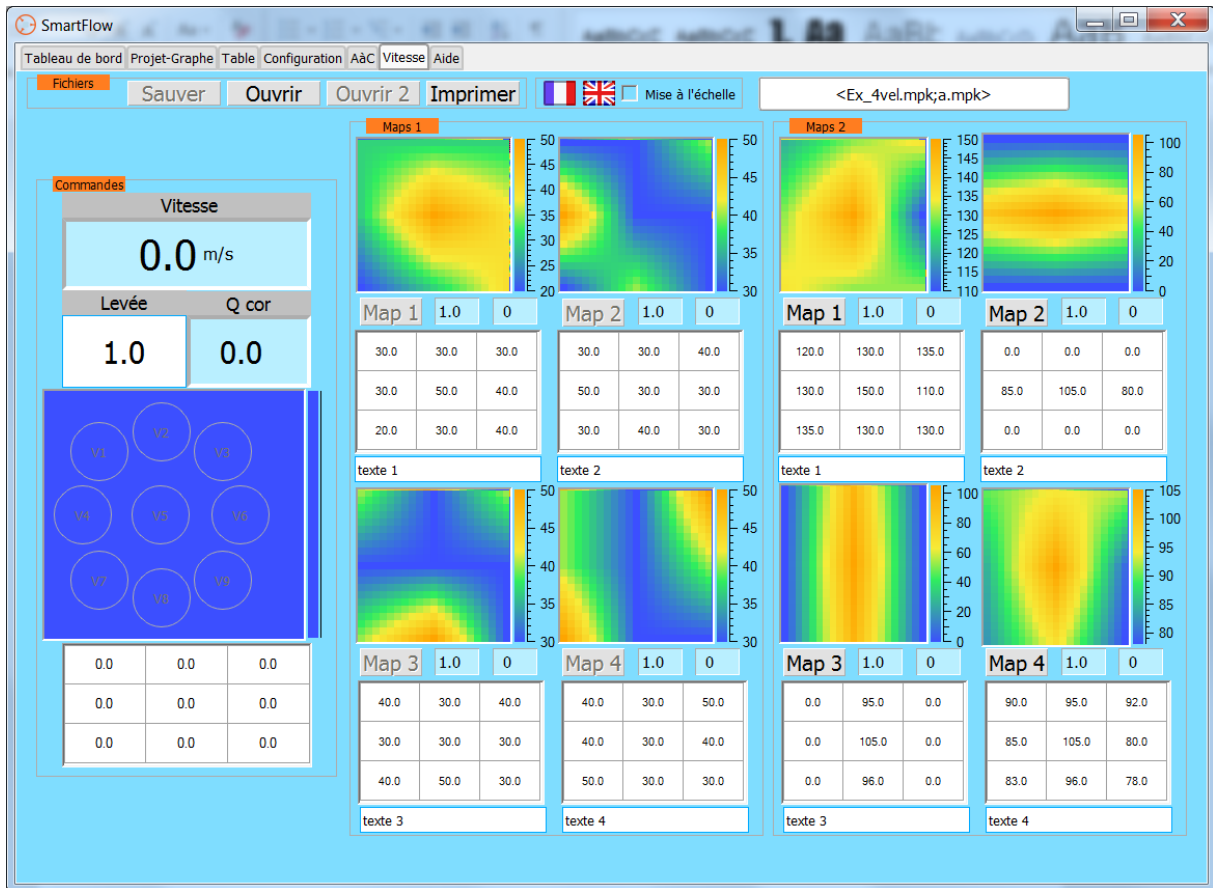 SmartFlow
Tableau de bord Projet-Graphe Table Configuration AàC Vitesse Aide
Fichiers
Sauver Ouvrir Ouvrir 2 Imprimer Mise à l'échelle <Ex_4vel.mpk;a.mpk>
Commandes
Vitesse
0.0 m/s
Levée Q cor
1.0 0.0
V1 V2 V3
V4 V5 V6
V7 V8 V9
0.0 0.0 0.0
0.0 0.0 0.0
0.0 0.0 0.0
Maps 1
50
45
40
35
30
25
20
50
45
40
35
30
Map 1 1.0 0 Map 2 1.0 0
30.0 30.0 30.0 30.0 30.0 40.0
30.0 50.0 40.0 50.0 30.0 30.0
20.0 30.0 40.0 30.0 40.0 30.0
texte 1 texte 2
50
45
40
35
30
50
45
40
35
30
Map 3 1.0 0 Map 4 1.0 0
40.0 30.0 40.0 40.0 30.0 50.0
30.0 30.0 30.0 40.0 30.0 40.0
40.0 50.0 30.0 50.0 30.0 30.0
texte 3 texte 4
Maps 2
150
145
140
135
130
125
120
115
110
100
80
60
40
20
0
Map 1 1.0 0 Map 2 1.0 0
120.0 130.0 135.0 0.0 0.0 0.0
130.0 150.0 110.0 85.0 105.0 80.0
135.0 130.0 130.0 0.0 0.0 0.0
texte 1 texte 2
100
80
60
40
20
0
105
100
95
90
85
80
Map 3 1.0 0 Map 4 1.0 0
0.0 95.0 0.0 90.0 95.0 92.0
0.0 105.0 0.0 85.0 105.0 80.0
0.0 96.0 0.0 83.0 96.0 78.0
texte 3 texte 4